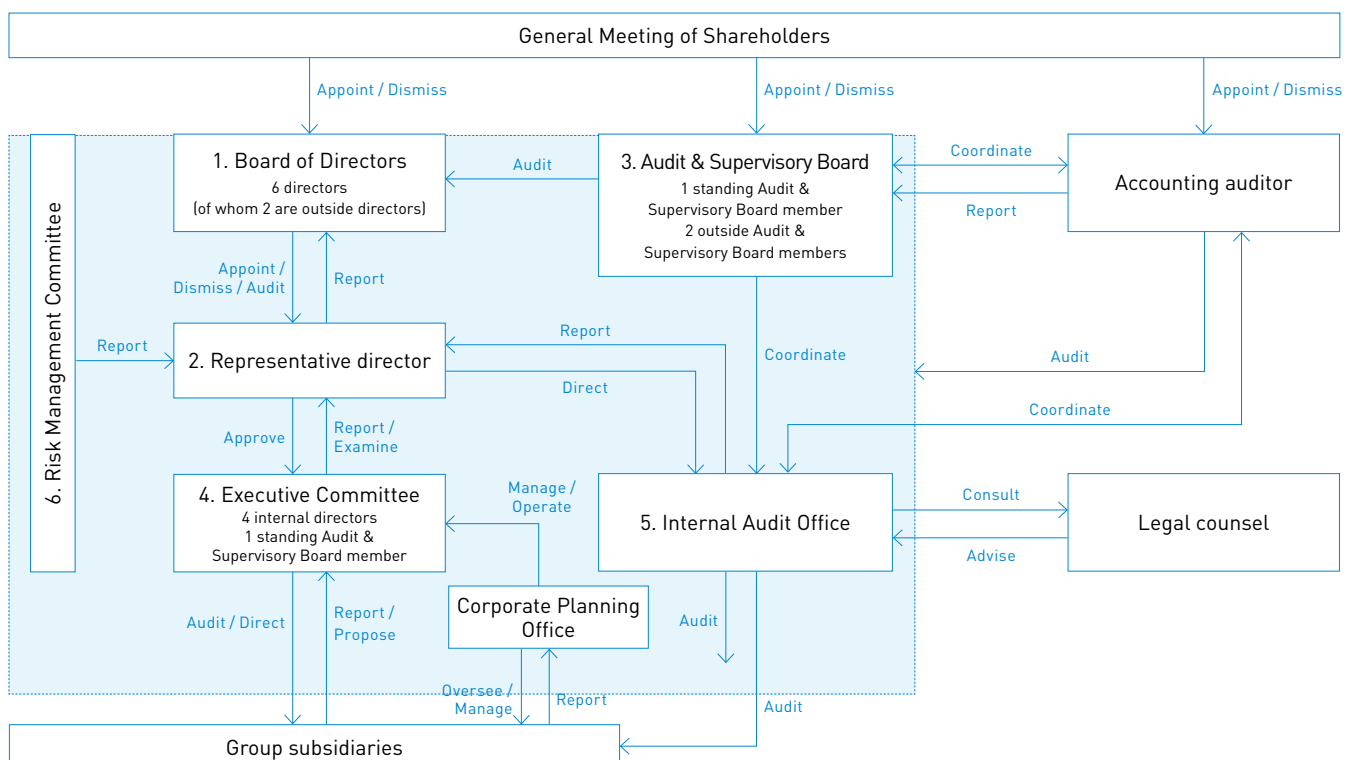 General Meeting of Shareholders
Appoint / Dismiss
Appoint / Dismiss
Appoint / Dismiss
1. Board of Directors
6 directors
(of whom 2 are outside directors)
Audit
3. Audit & Supervisory Board
1 standing Audit &
Supervisory Board member
2 outside Audit &
Supervisory Board members
Coordinate
Report
Accounting auditor
6. Risk Management Committee
Appoint /
Dismiss / Audit
Report
Report
2. Representative director
Report
Direct
Coordinate
Audit
Coordinate
Approve
Report /
Examine
4. Executive Committee
4 internal directors
1 standing Audit &
Supervisory Board member
Manage /
Operate
5. Internal Audit Office
Consult
Advise
Legal counsel
Corporate Planning
Office
Audit / Direct
Report /
Propose
Audit
Oversee /
Manage
Report
Audit
Group subsidiaries